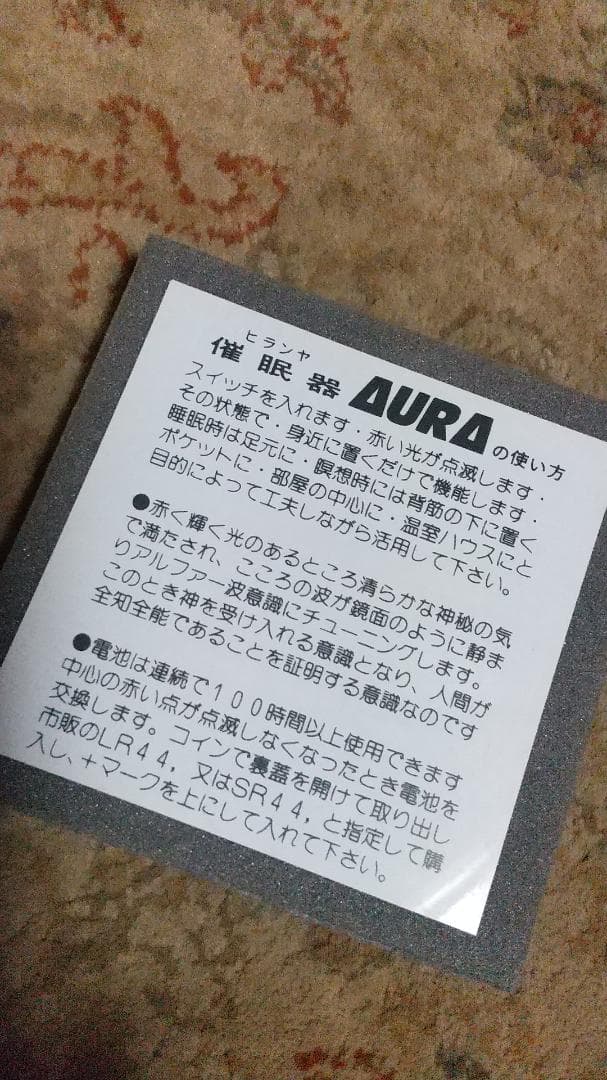 ヒランヤ
催眠器 AURA の使い方
スイッチを入れます・赤い光が点滅します・
その状態で・身近に置くだけで機能します・
睡眠時は足元に・瞑想時には背筋の下に置く
ポケットに・部屋の中心に・温室ハウスにと
目的によって工夫しながら活用して下さい。
●赤く輝く光のあるところ清らかな神秘の気
で満たされ、こころの波が鏡面のように静ま
りアルファー波意識にチューニングします。
このとき神を受け入れる意識となり、人間が
全知全能であることを証明する意識なのです
●電池は連続で100時間以上使用できます
中心の赤い点が点滅しなくなったとき電池を
交換します。コインで裏蓋を開けて取り出し
市販のLR44，又はSR44，と指定して購
入し、+マークを上にして入れて下さい。